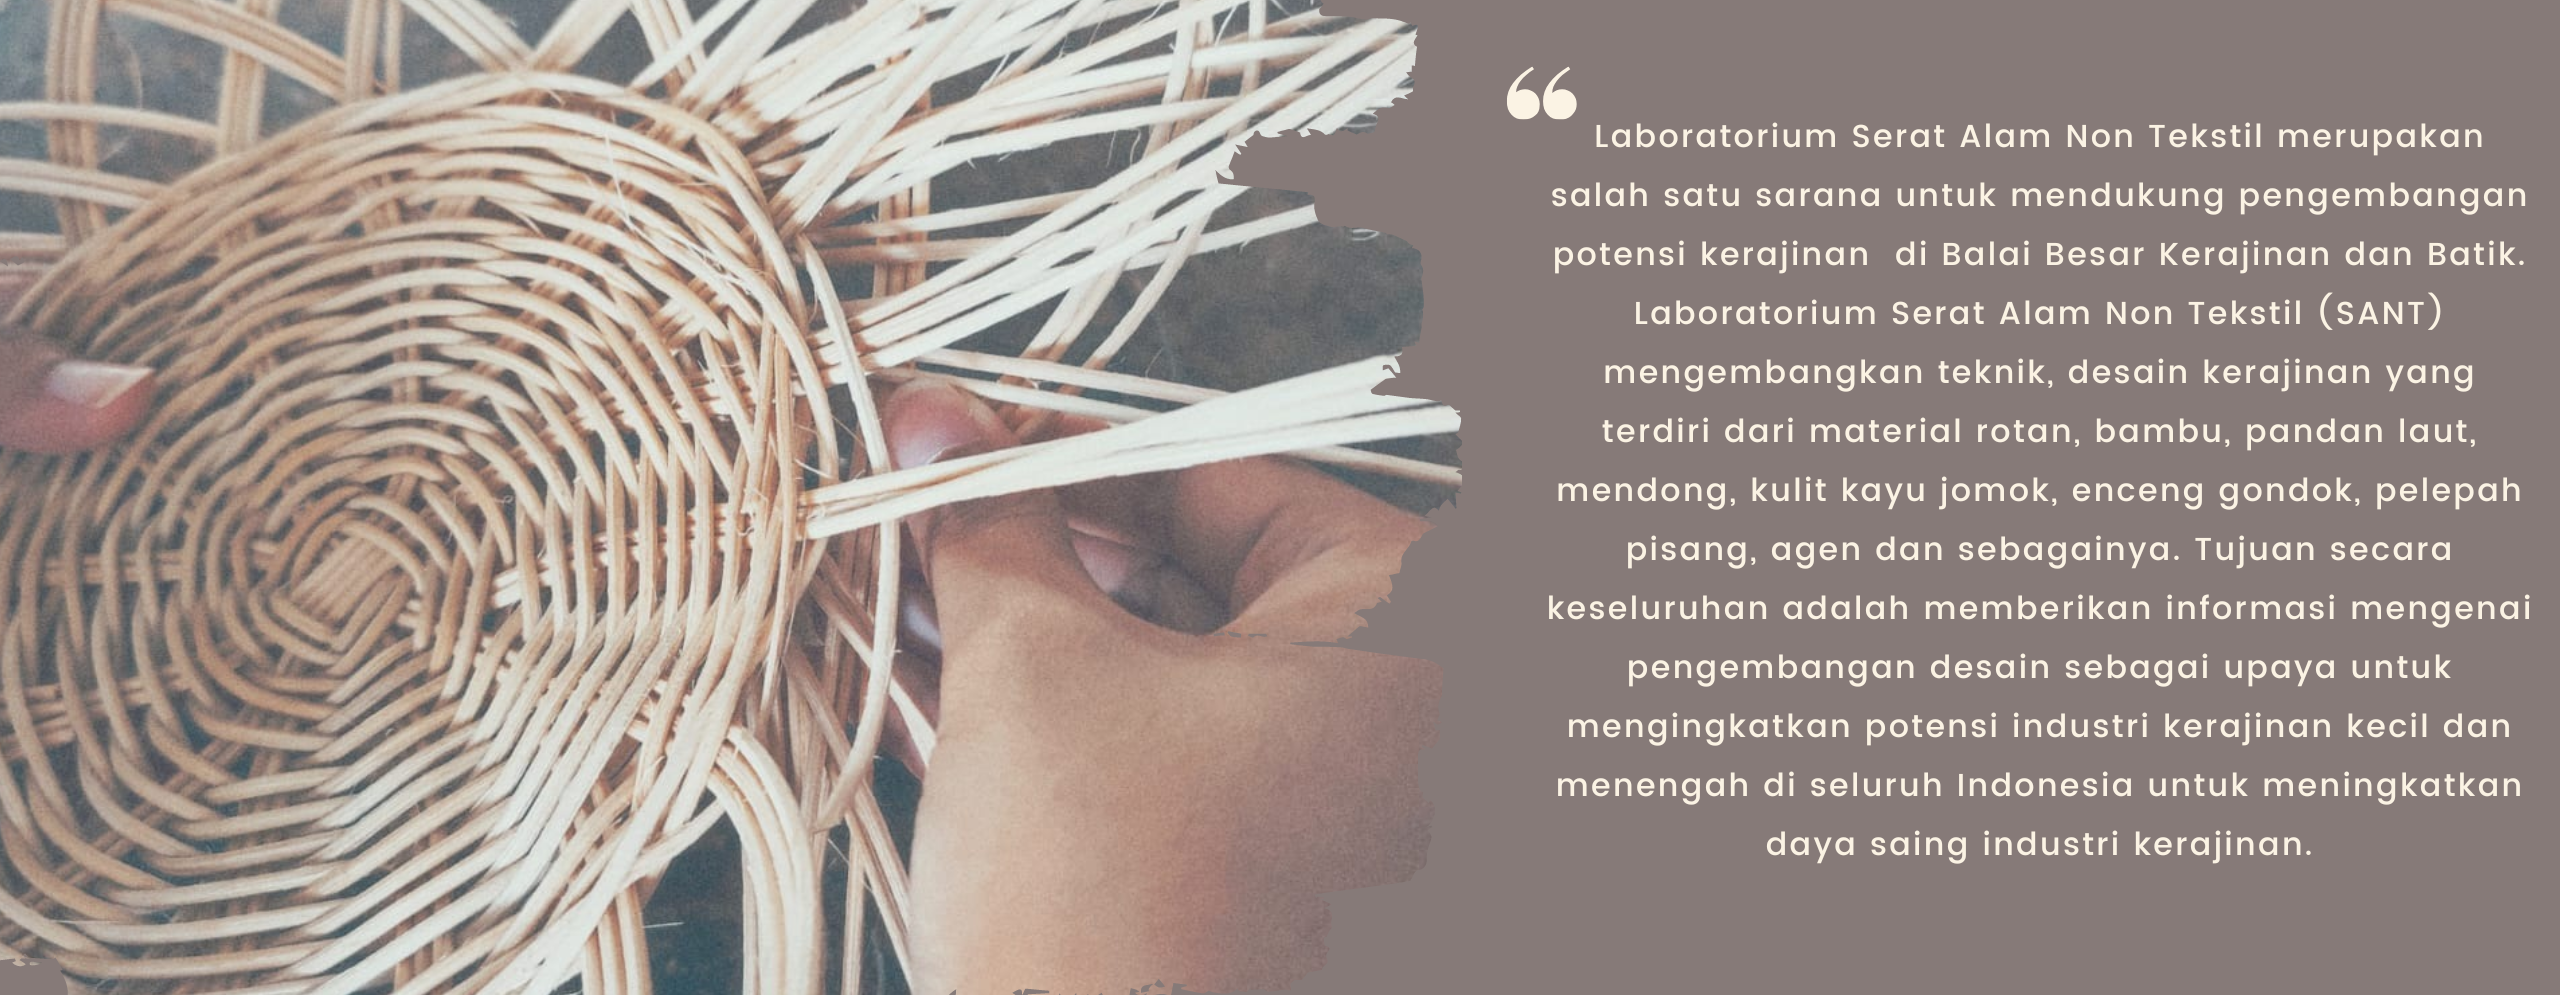 “
Laboratorium Serat Alam Non Tekstil merupakan
salah satu sarana untuk mendukung pengembangan
potensi kerajinan  di Balai Besar Kerajinan dan Batik.
Laboratorium Serat Alam Non Tekstil (SANT)
mengembangkan teknik, desain kerajinan yang
terdiri dari material rotan, bambu, pandan laut,
mendong, kulit kayu jomok, enceng gondok, pelepah
pisang, agen dan sebagainya. Tujuan secara
keseluruhan adalah memberikan informasi mengenai
pengembangan desain sebagai upaya untuk
mengingkatkan potensi industri kerajinan kecil dan
menengah di seluruh Indonesia untuk meningkatkan
daya saing industri kerajinan.